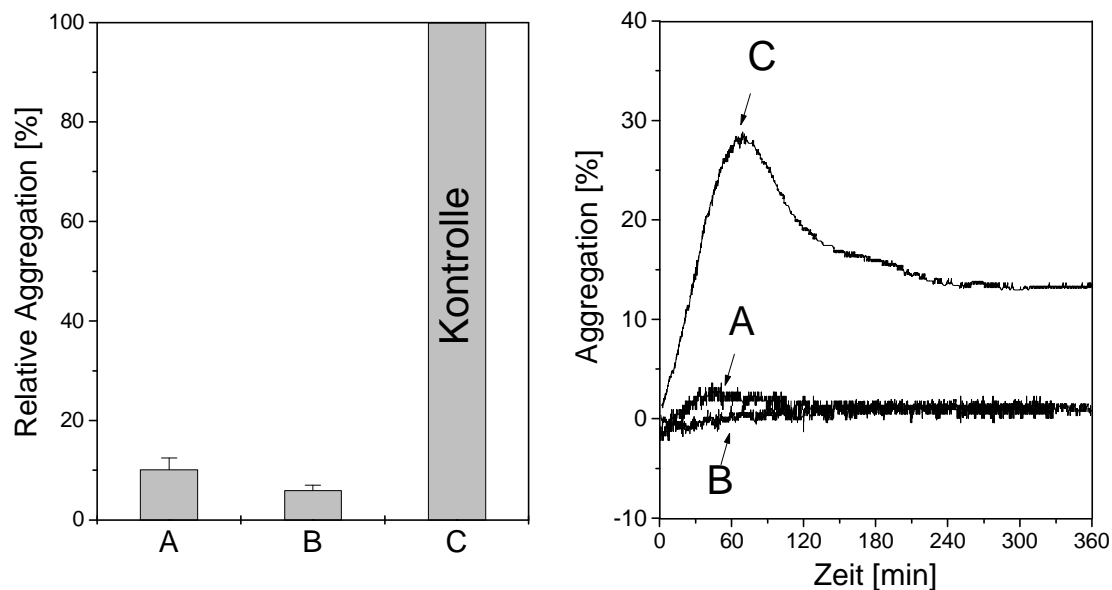 Relative Aggregation [%]
100
80
60
40
20
0
Kontrolle
A
B
C
Aggregation [%]
40
30
20
10
0
-10
C
A
B
0
60
120
180
240
300
360
Zeit [min]